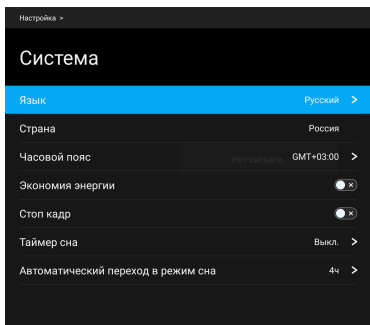 Настройка >
Система
Язык Русский >
Страна Россия
Часовой пояс Нет сигнала. GMT+03:00 >
Экономия энергии
Стоп кадр
Таймер сна Выкл. >
Автоматический переход в режим сна 4ч >